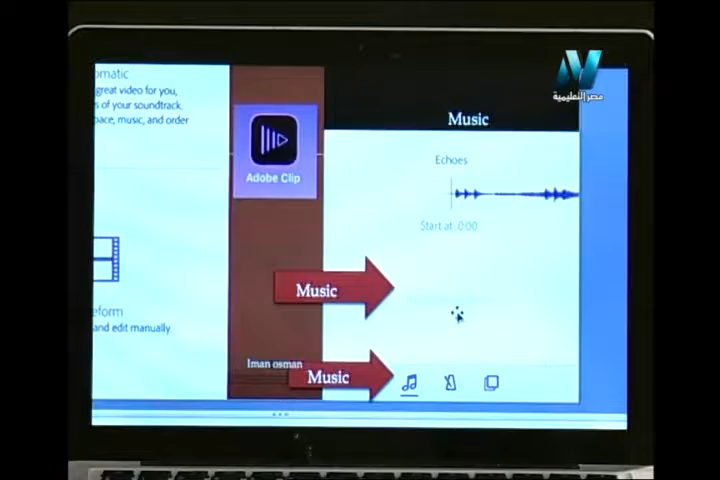 omatic
great video for you,
s of your soundtrack.
pace, music, and order
eform
and edit manually
Adobe Clip
Music
Iman osman
Music
Music
Echoes
Start at 0:00
مصر التعليمية